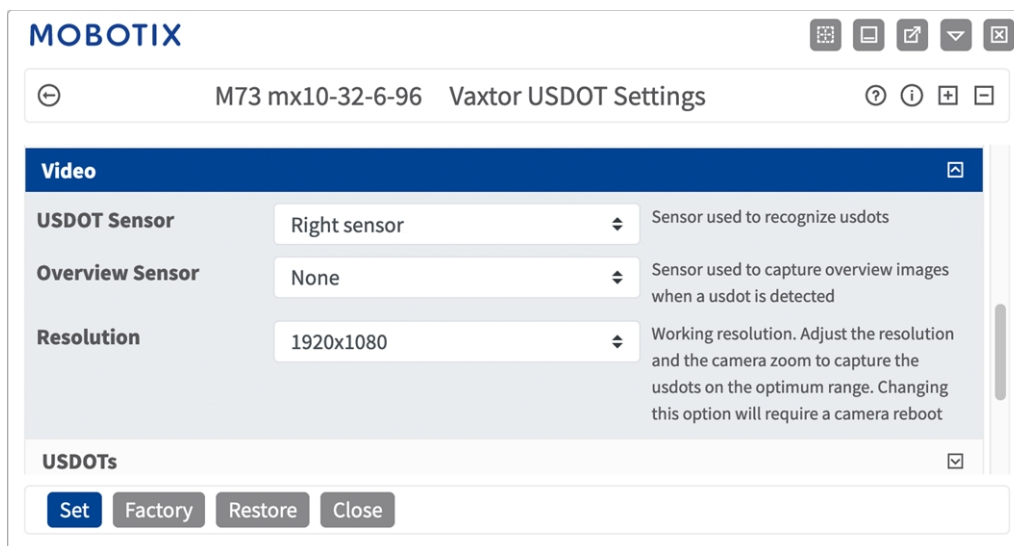 MOBOTIX
M73 mx10-32-6-96 Vaxtor USDOT Settings
Video
USDOT Sensor
Right sensor
Sensor used to recognize usdots
Overview Sensor
None
Sensor used to capture overview images
when a usdot is detected
Resolution
1920x1080
Working resolution. Adjust the resolution
and the camera zoom to capture the
usdots on the optimum range. Changing
this option will require a camera reboot
USDOTs
Set Factory Restore Close